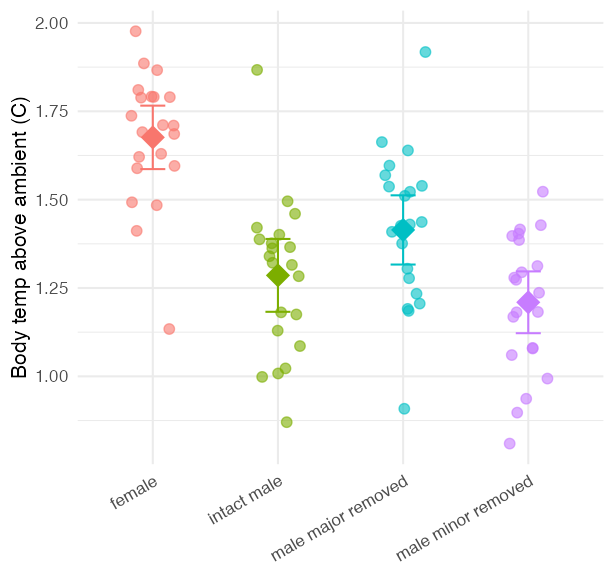 Body temp above ambient (C)
2.00
1.75
1.50
1.25
1.00
female
intact male
male major removed
male minor removed